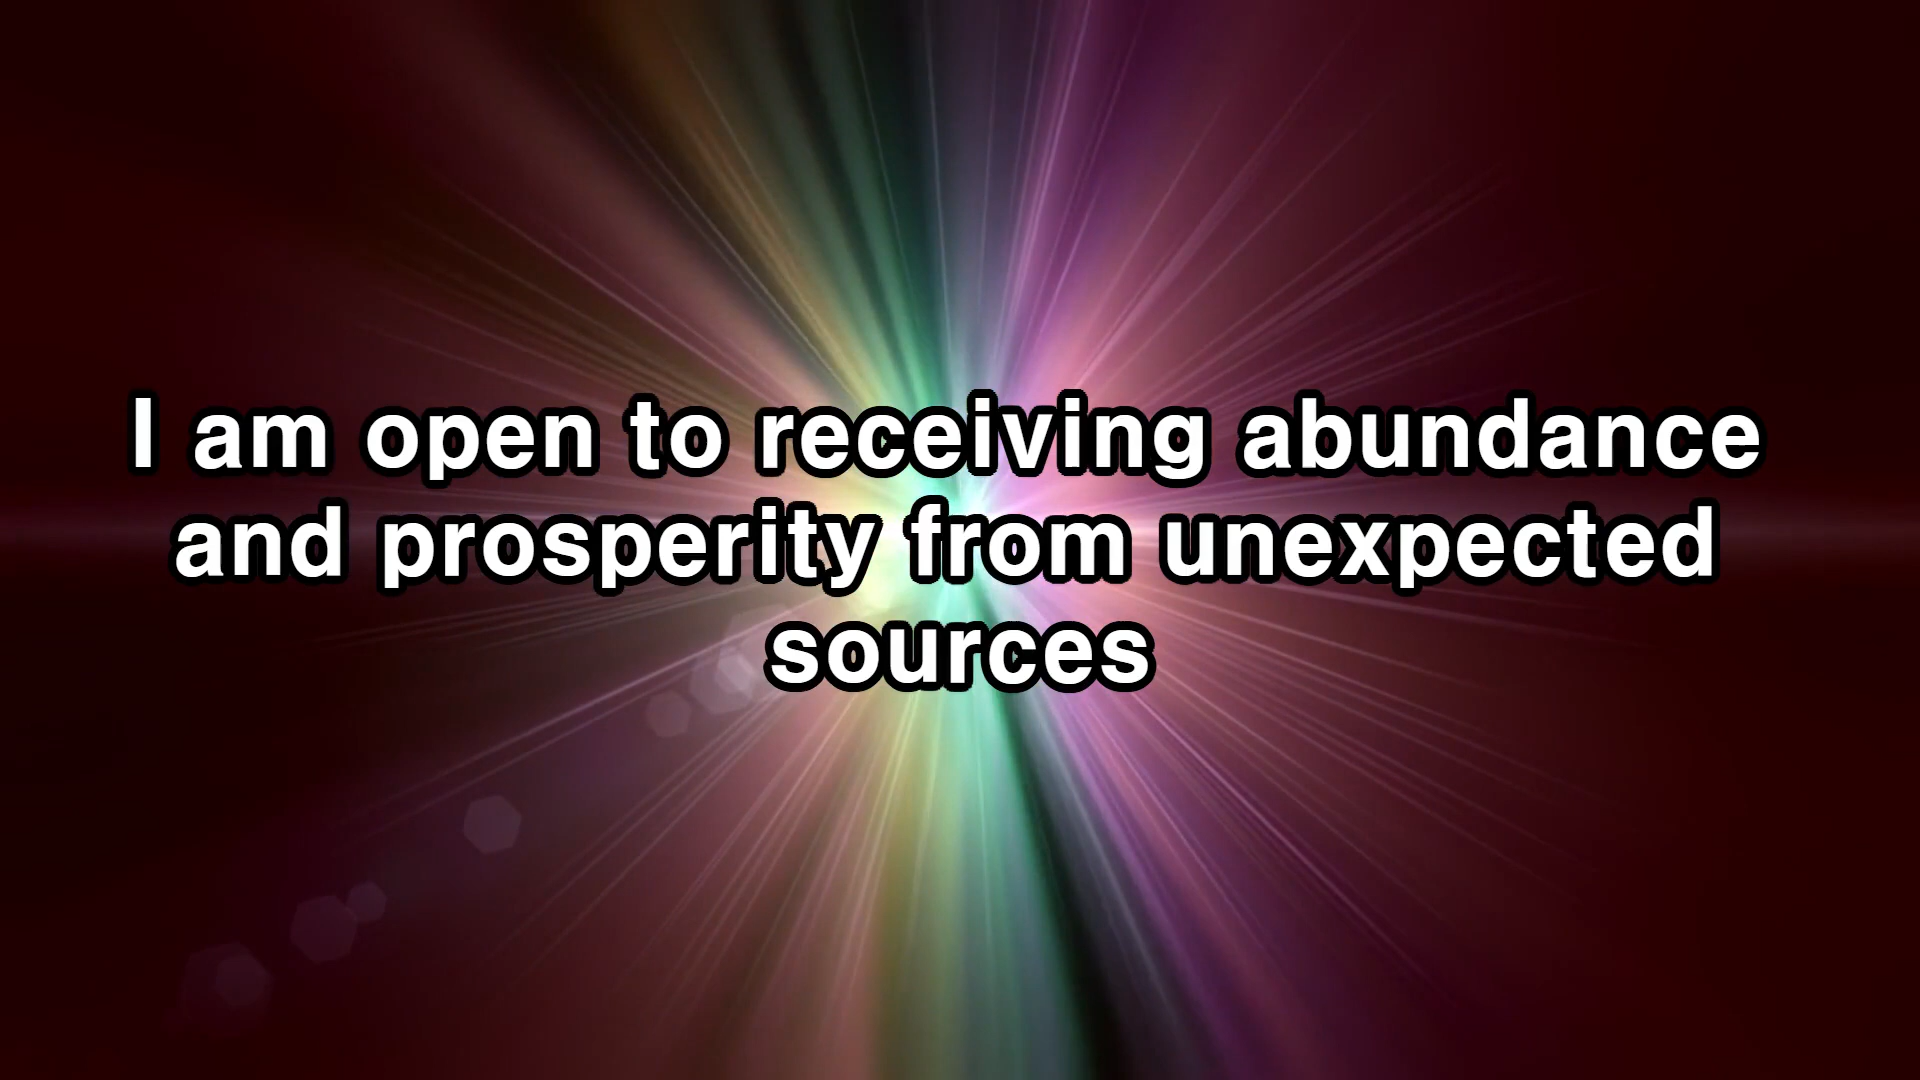 I am open to receiving abundance
and prosperity from unexpected
sources